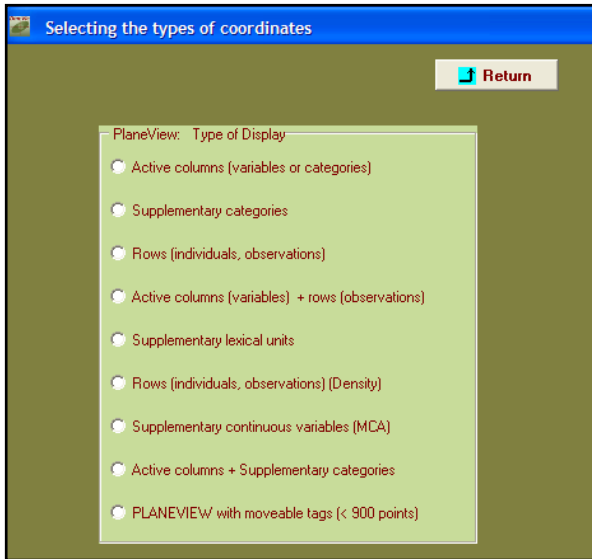 Selecting the types of coordinates
Return
PlaneView: Type of Display
Active columns (variables or categories)
Supplementary categories
Rows (individuals, observations)
Active columns (variables) + rows (observations)
Supplementary lexical units
Rows (individuals, observations) (Density)
Supplementary continuous variables (MCA)
Active columns + Supplementary categories
PLANEVIEW with moveable tags (< 900 points)